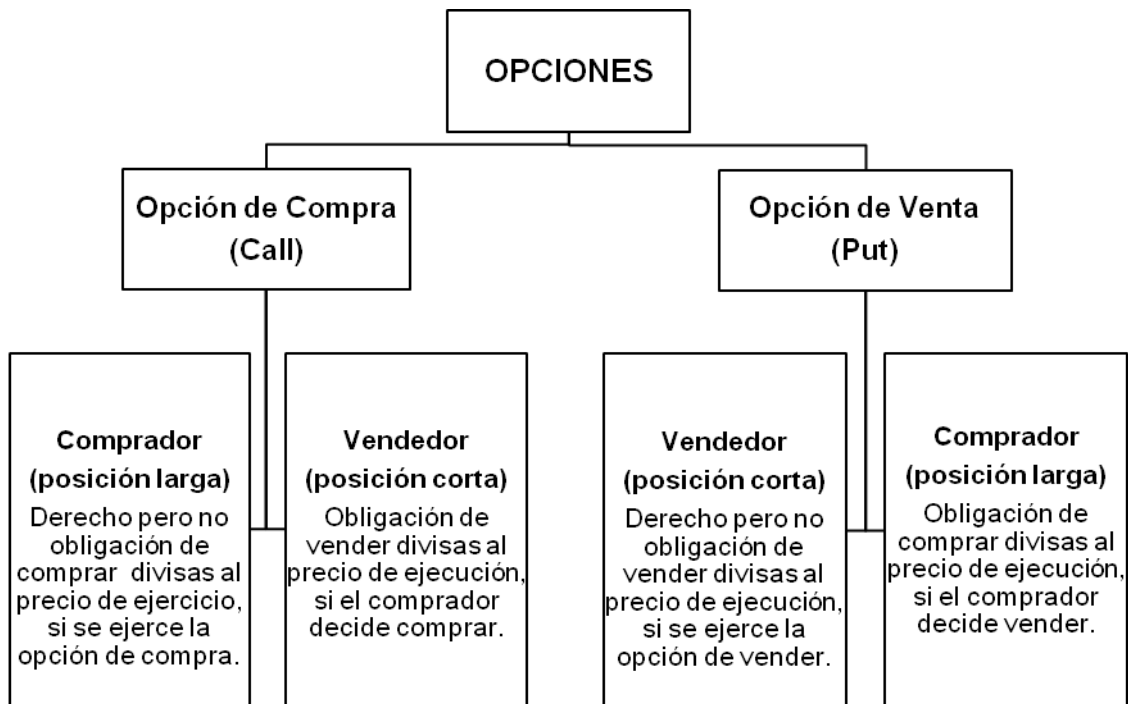 OPCIONES
Opción de Compra
(Call)
Opción de Venta
(Put)
Comprador
(posición larga)
Derecho pero no
obligación de
comprar divisas al
precio de ejercicio,
si se ejerce la
opción de compra.
Vendedor
(posición corta)
Obligación de
vender divisas al
precio de ejecución,
si el comprador
decide comprar.
Vendedor
(posición corta)
Derecho pero no
obligación de
vender divisas al
precio de ejecución,
si se ejerce la
opción de vender.
Comprador
(posición larga)
Obligación de
comprar divisas al
precio de ejecución,
si el comprador
decide vender.